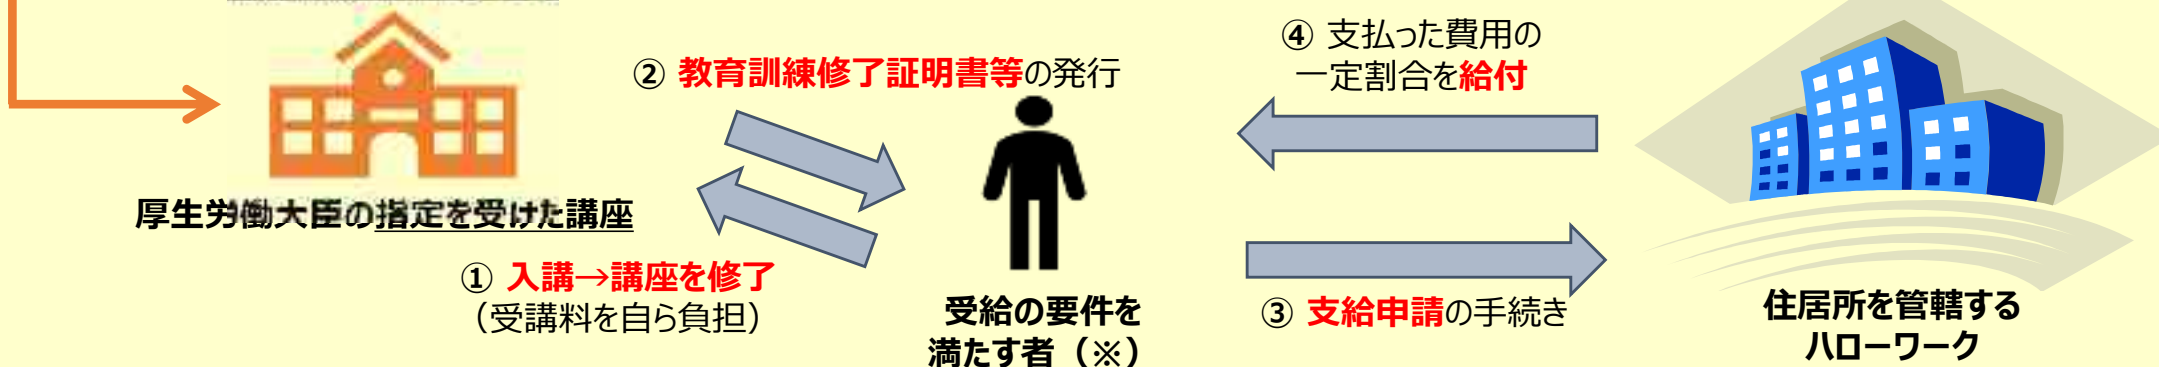 厚生労働大臣の指定を受けた講座
② 教育訓練修了証明書等の発行
① 入講→講座を修了
（受講料を自ら負担）
受給の要件を
満たす者（※）
④ 支払った費用の
一定割合を給付
③ 支給申請の手続き
住居所を管轄する
ハローワーク